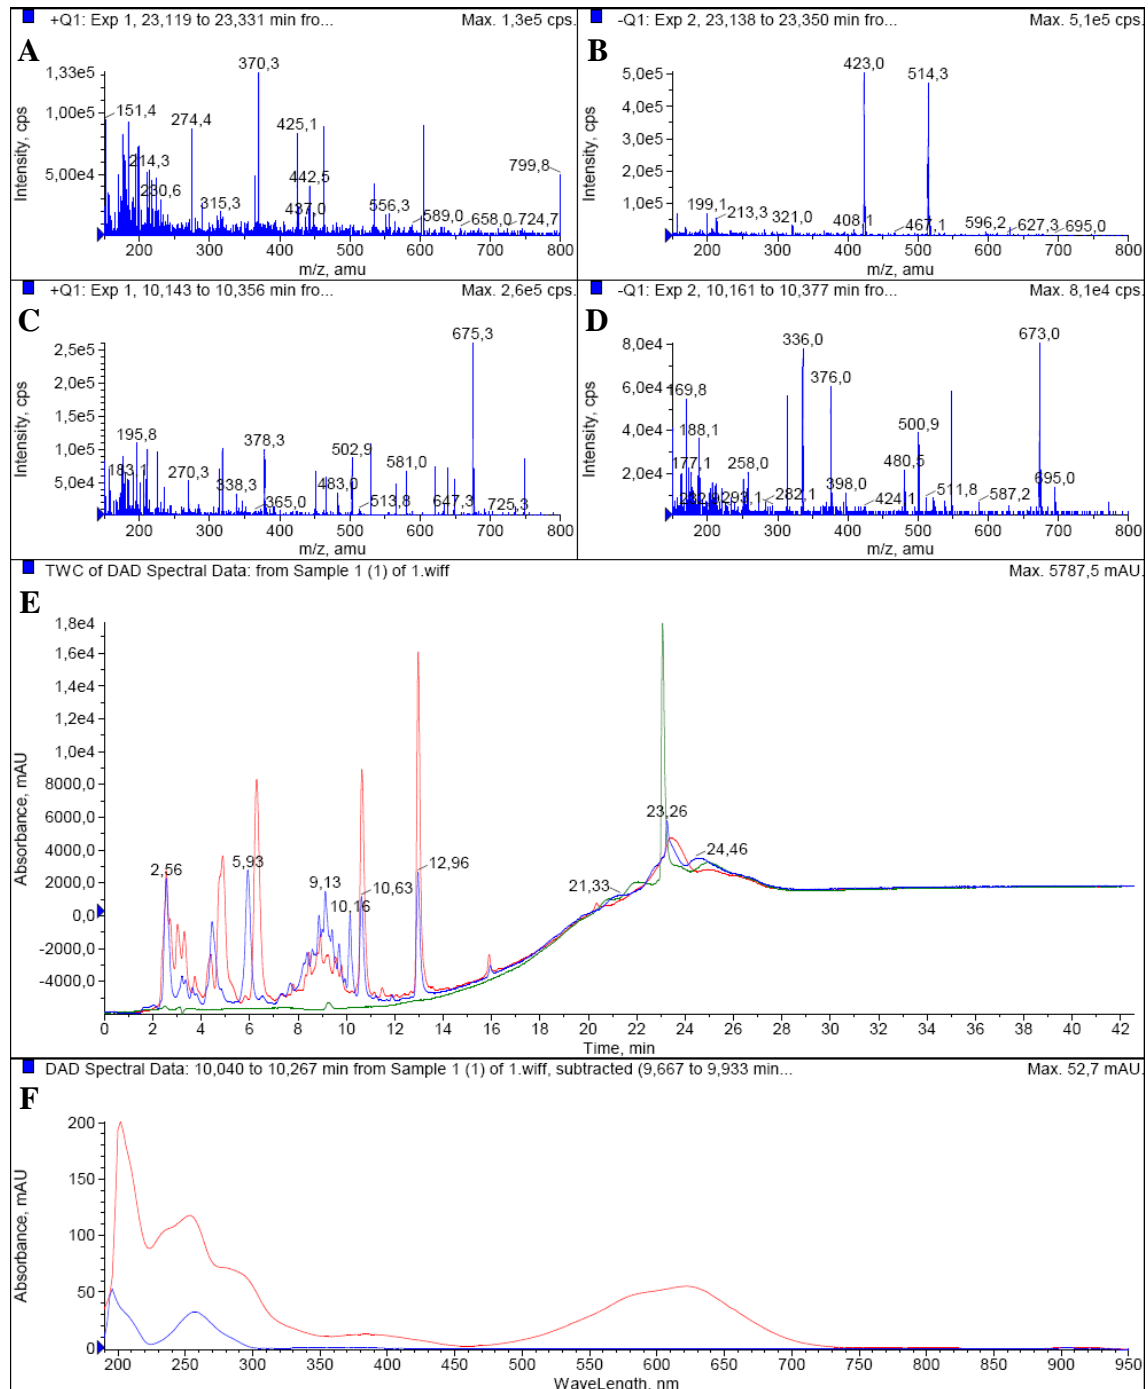 +Q1: Exp 1, 23,119 to 23,331 min fro... Max. 1,3e5 cps.
A
Intensity, cps
1,33e5
1,00e5
5,00e4
151,4
214,3
230,6
274,4
315,3
370,3
425,1
442,5
437,0
556,3
589,0
658,0
724,7
799,8
200 300 400 500 600 700 800
m/z, amu
-Q1: Exp 2, 23,138 to 23,350 min fro... Max. 5,1e5 cps.
B
Intensity, cps
5,0e5
4,0e5
3,0e5
2,0e5
1,0e5
199,1
213,3
321,0
408,1
423,0
467,1
514,3
596,2
627,3
695,0
200 300 400 500 600 700 800
m/z, amu
+Q1: Exp 1, 10,143 to 10,356 min fro... Max. 2,6e5 cps.
C
Intensity, cps
2,5e5
2,0e5
1,5e5
1,0e5
5,0e4
183,1
195,8
270,3
338,3
365,0
378,3
483,0
502,9
513,8
581,0
647,3
675,3
725,3
200 300 400 500 600 700 800
m/z, amu
-Q1: Exp 2, 10,161 to 10,377 min fro... Max. 8,1e4 cps.
D
Intensity, cps
8,0e4
6,0e4
4,0e4
2,0e4
169,8
188,1
177,1
258,0
282,1
336,0
376,0
398,0
424,1
480,5
500,9
511,8
587,2
673,0
695,0
200 300 400 500 600 700 800
m/z, amu
TWC of DAD Spectral Data: from Sample 1 (1) of 1.wiff Max. 5787,5 mAU.
E
Absorbance, mAU
1,8e4
1,6e4
1,4e4
1,2e4
1,0e4
8000,0
6000,0
4000,0
2000,0
0,0
-2000,0
-4000,0
2,56
5,93
9,13
10,16
10,63
12,96
21,33
23,26
24,46
0 2 4 6 8 10 12 14 16 18 20 22 24 26 28 30 32 34 36 38 40 42
Time, min
DAD Spectral Data: 10,040 to 10,267 min from Sample 1 (1) of 1.wiff, subtracted (9,667 to 9,933 min... Max. 52,7 mAU.
F
Absorbance, mAU
200
150
100
50
0
200 250 300 350 400 450 500 550 600 650 700 750 800 850 900 950
WaveLength, nm